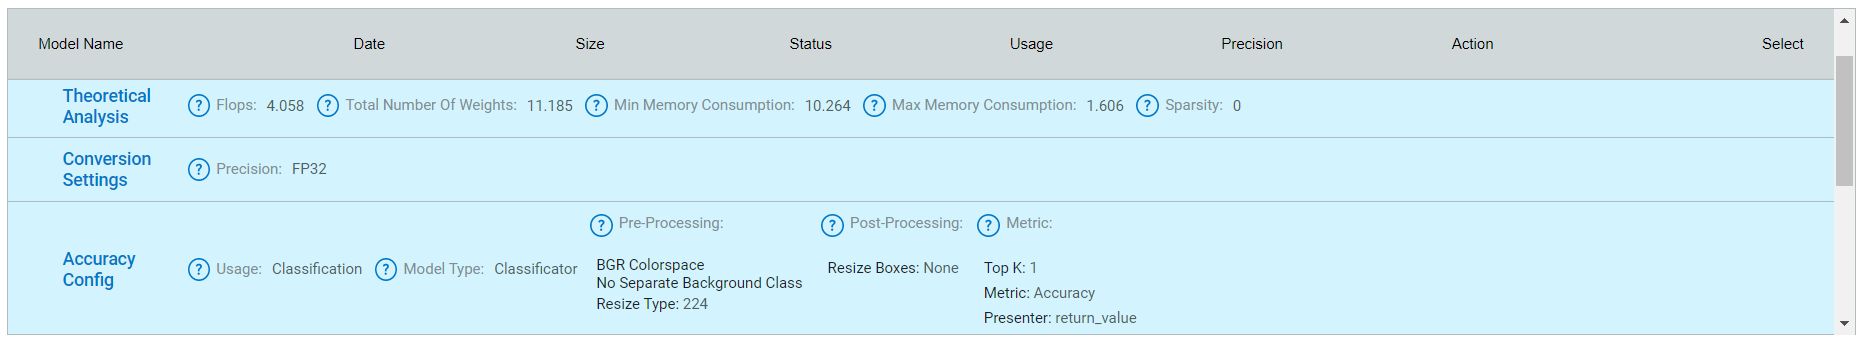 Model Name Date Size Status Usage Precision Action Select
Theoretical Analysis ? Flops: 4.058 ? Total Number Of Weights: 11.185 ? Min Memory Consumption: 10.264 ? Max Memory Consumption: 1.606 ? Sparsity: 0
Conversion Settings ? Precision: FP32
Accuracy Config ? Usage: Classification ? Model Type: Classificator
? Pre-Processing:
BGR Colorspace
No Separate Background Class
Resize Type: 224
? Post-Processing:
Resize Boxes: None
? Metric:
Top K: 1
Metric: Accuracy
Presenter: return_value